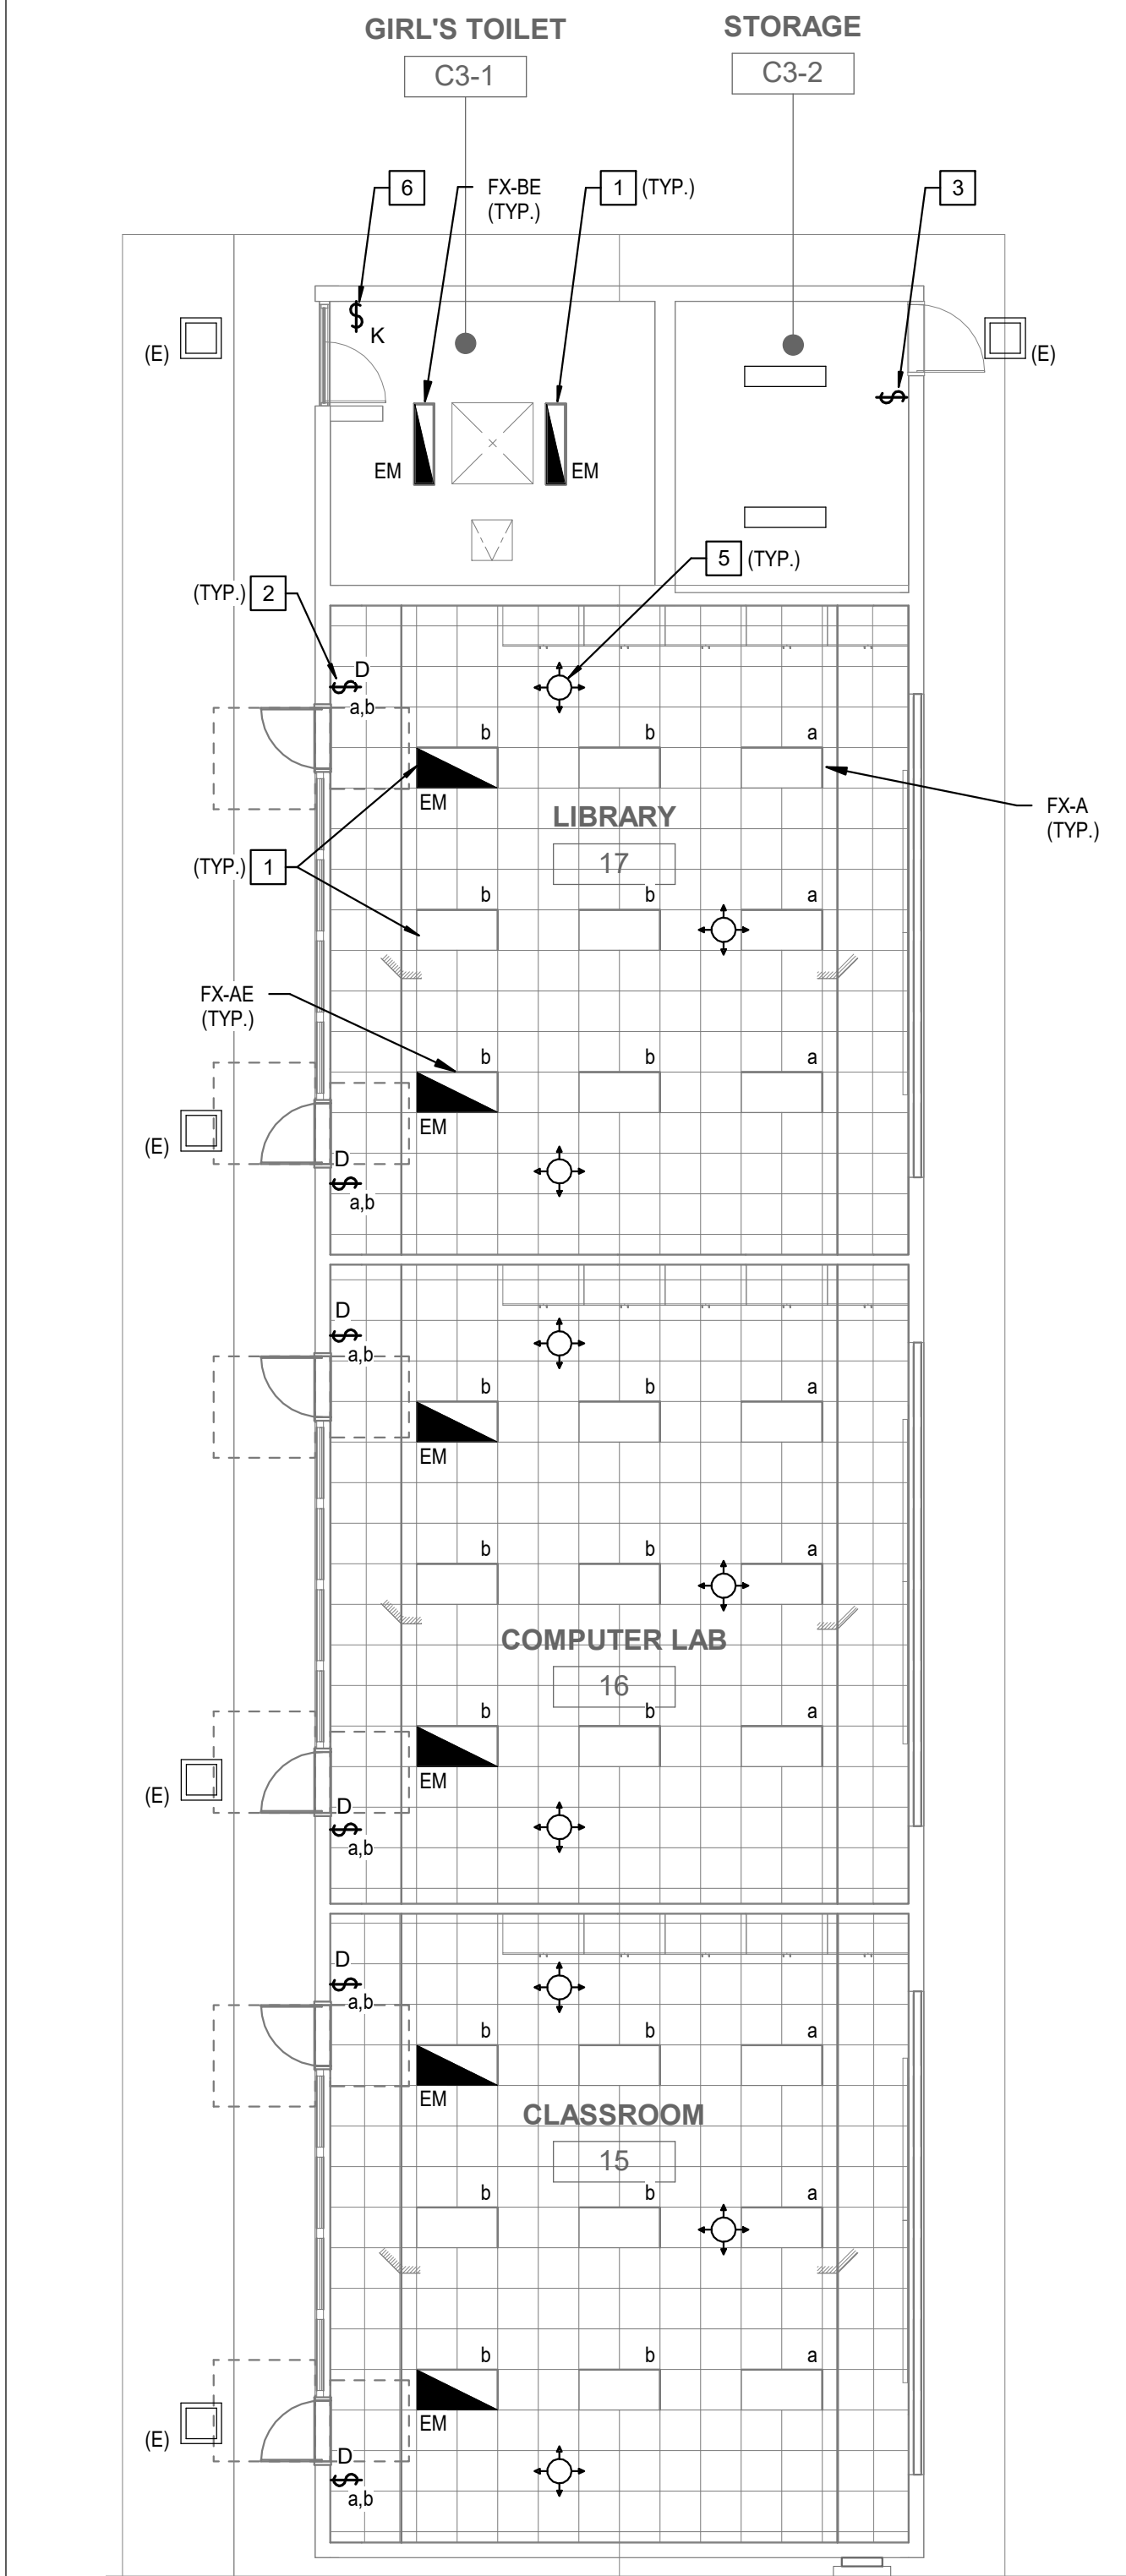 GIRL'S TOILET
STORAGE
C3-1
C3-2
6
FX-BE
(TYP.)
1 (TYP.)
3
(E)
K
(E)
EM
EM
5 (TYP.)
(TYP.) 2
D
$
a,b
b
b
a
EM
LIBRARY
FX-A
(TYP.)
17
(TYP.) 1
b
b
a
FX-AE
(TYP.)
b
b
a
EM
(E)
D
$
a,b
D
$
a,b
b
b
a
EM
b
b
a
COMPUTER LAB
16
b
b
a
EM
(E)
D
$
a,b
D
$
a,b
b
b
a
EM
CLASSROOM
15
b
b
a
b
b
a
EM
(E)
D
$
a,b